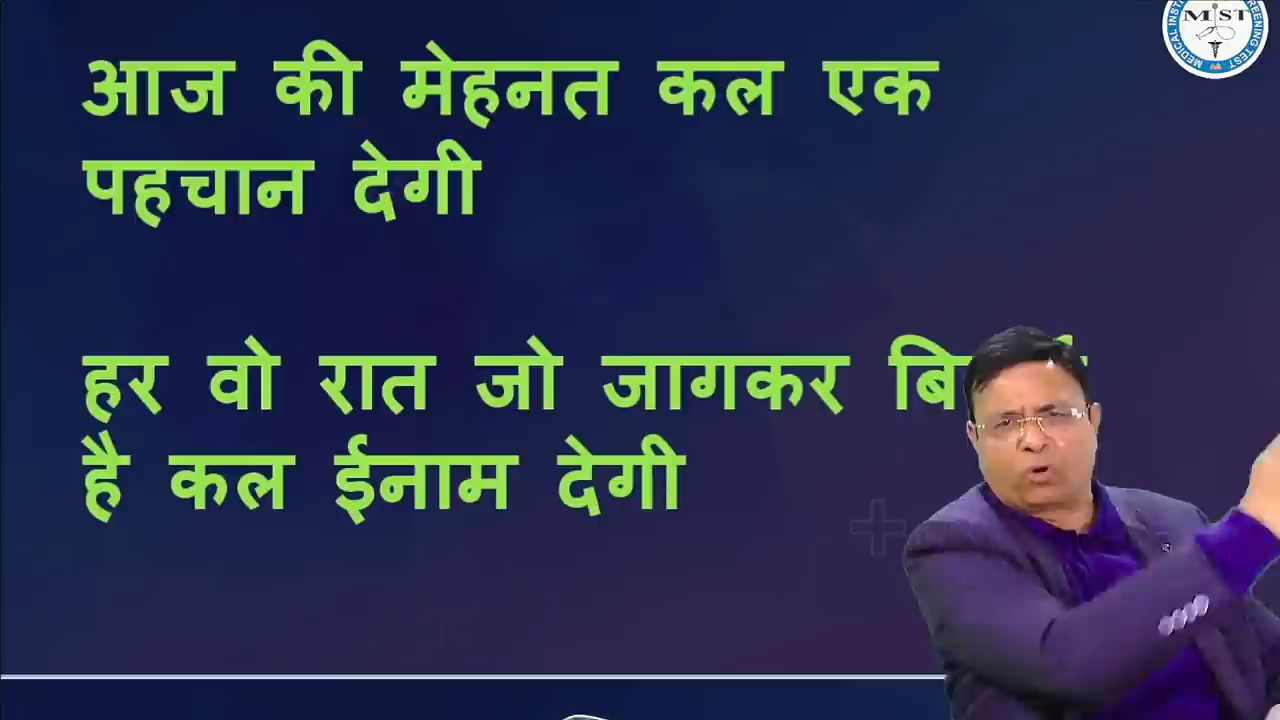 आज की मेहनत कल एक
पहचान देगी
हर वो रात जो जागकर
है कल ईनाम देगी
MIST